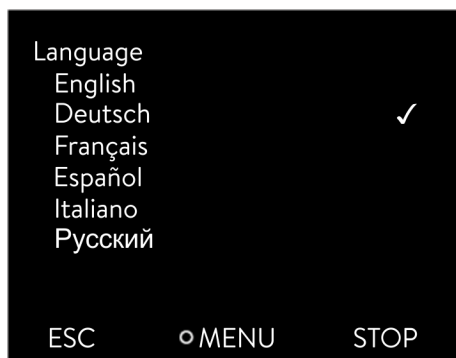 Language
English
Deutsch ✓
Français
Español
Italiano
Русский
ESC MENU STOP